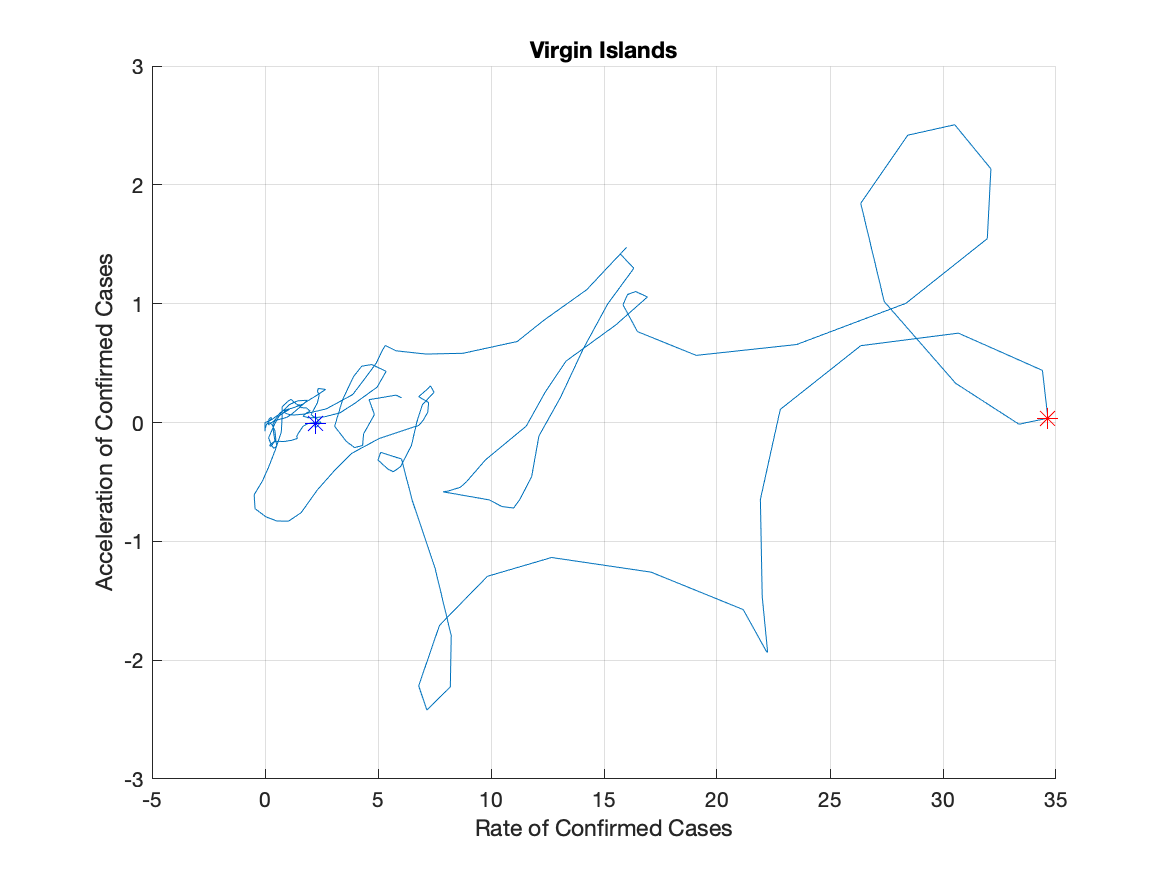 Virgin Islands
3
2
1
0
-1
-2
-3
Acceleration of Confirmed Cases
-5 0 5 10 15 20 25 30 35
Rate of Confirmed Cases